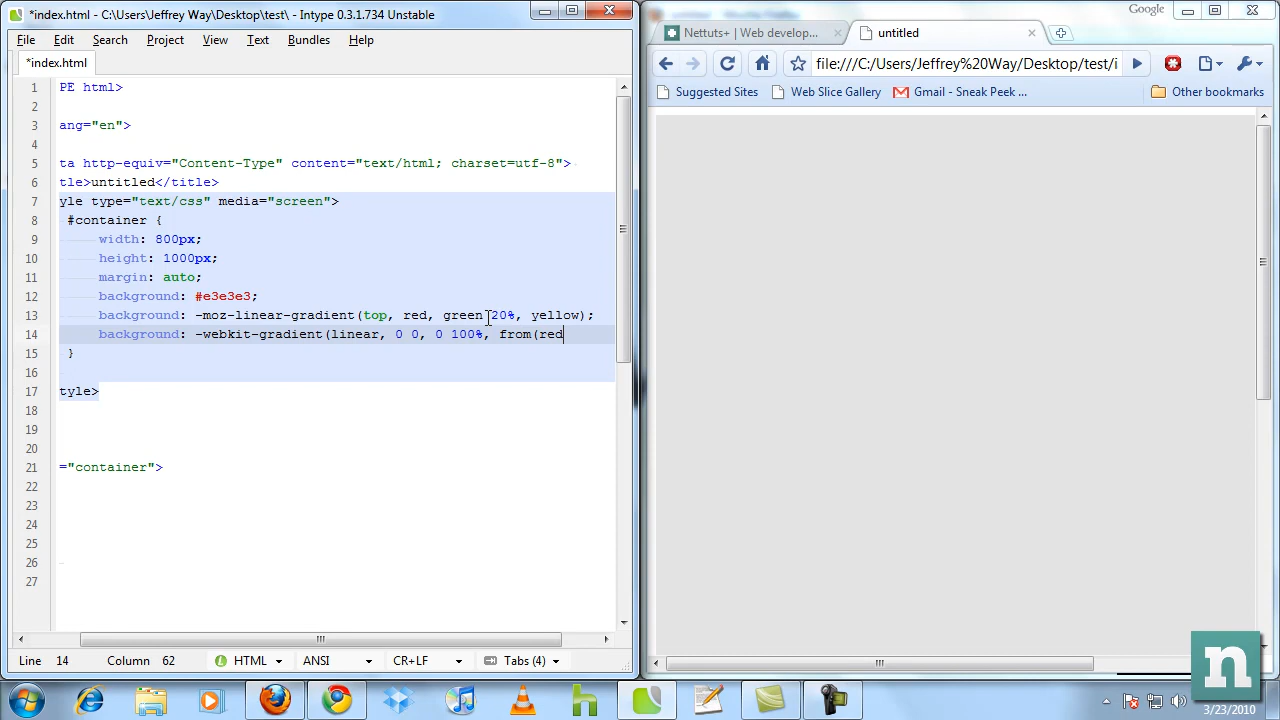 *index.html - C:\Users\Jeffrey Way\Desktop\test\ - Intype 0.3.1.734 Unstable
File Edit Search Project View Text Bundles Help
*index.html
1 PE html>
2
3 ang="en">
4
5 ta http-equiv="Content-Type" content="text/html; charset=utf-8">
6 tle>untitled</title>
7 yle type="text/css" media="screen">
8 #container {
9 width: 800px;
10 height: 1000px;
11 margin: auto;
12 background: #e3e3e3;
13 background: -moz-linear-gradient(top, red, green 20%, yellow);
14 background: -webkit-gradient(linear, 0 0, 0 100%, from(red
15 }
16
17 tyle>
18
19
20
21 ="container">
22
23
24
25
26
27
Line 14 Column 62 HTML ANSI CR+LF Tabs (4)
Google
Nettuts+ | Web develop... untitled
file:///C:/Users/Jeffrey%20Way/Desktop/test/i
Suggested Sites Web Slice Gallery Gmail - Sneak Peek ... Other bookmarks
n
3/23/2010